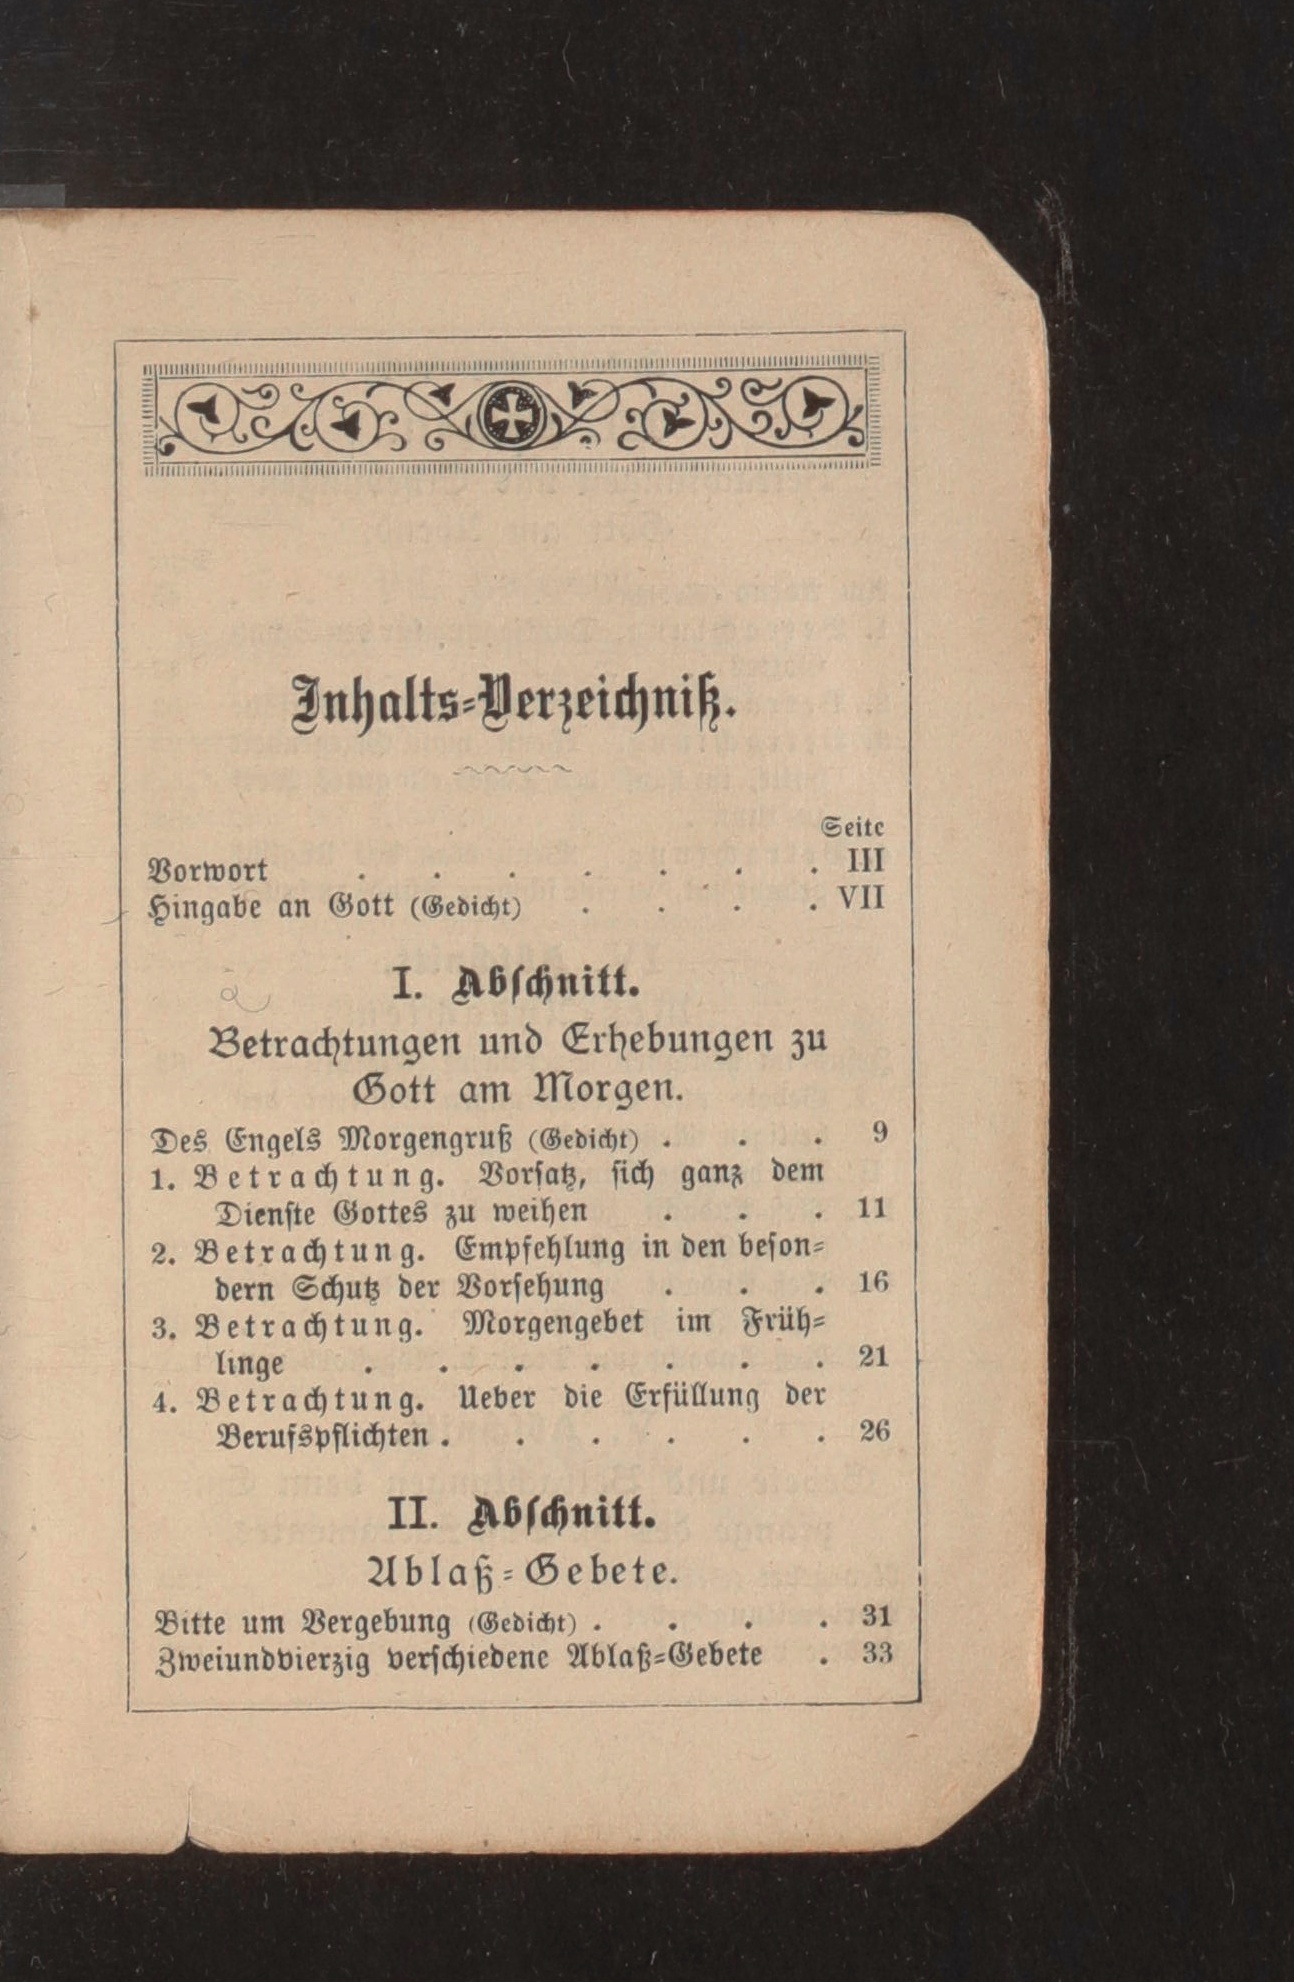 Inhalts-Verzeichniß.
Seite
Vorwort . . . . . . . III
Hingabe an Gott (Gedicht) . . . . VII
I. Abschnitt.
Betrachtungen und Erhebungen zu
Gott am Morgen.
Des Engels Morgengruß (Gedicht) . . . 9
1. Betrachtung. Vorsatz, sich ganz dem
Dienste Gottes zu weihen . . . 11
2. Betrachtung. Empfehlung in den beson-
dern Schutz der Vorsehung . . . 16
3. Betrachtung. Morgengebet im Früh-
linge . . . . . . . 21
4. Betrachtung. Ueber die Erfüllung der
Berufspflichten . . . . . . 26
II. Abschnitt.
Ablaß-Gebete.
Bitte um Vergebung (Gedicht) . . . . 31
Zweiundvierzig verschiedene Ablaß-Gebete . 33